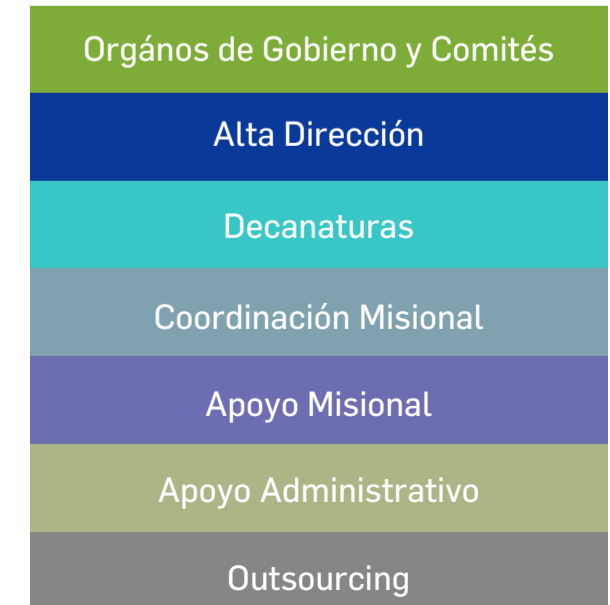 Orgános de Gobierno y Comités
Alta Dirección
Decanaturas
Coordinación Misional
Apoyo Misional
Apoyo Administrativo
Outsourcing